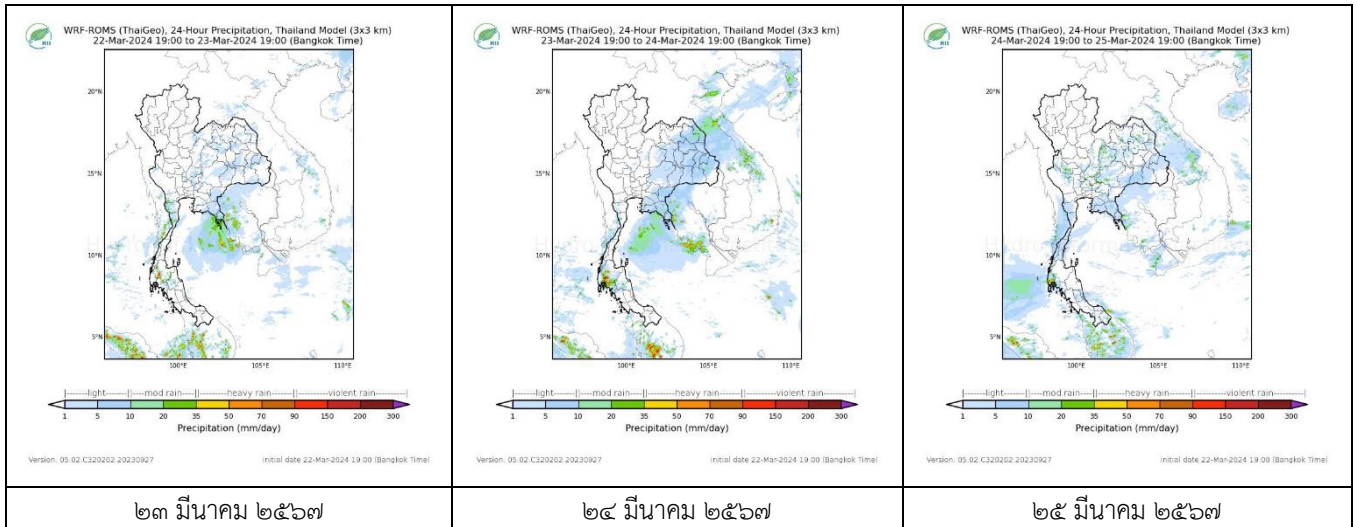 WRF-ROMS (ThaiGeo), 24-Hour Precipitation, Thailand Model (3x3 km)
22-Mar-2024 19:00 to 23-Mar-2024 19:00 (Bangkok Time)
20°N
15°N
10°N
5°N
100°E 105°E 110°E
light mod rain heavy rain violent rain
1 5 10 20 35 50 70 90 150 200 300
Precipitation (mm/day)
Version: 05.02.C320202.20230927 initial date 22-Mar-2024 19:00 (Bangkok Time)
๒๓ มีนาคม ๒๕๖๗
WRF-ROMS (ThaiGeo), 24-Hour Precipitation, Thailand Model (3x3 km)
23-Mar-2024 19:00 to 24-Mar-2024 19:00 (Bangkok Time)
20°N
15°N
10°N
5°N
100°E 105°E 110°E
light mod rain heavy rain violent rain
1 5 10 20 35 50 70 90 150 200 300
Precipitation (mm/day)
Version: 05.02.C320202.20230927 initial date 22-Mar-2024 19:00 (Bangkok Time)
๒๔ มีนาคม ๒๕๖๗
WRF-ROMS (ThaiGeo), 24-Hour Precipitation, Thailand Model (3x3 km)
24-Mar-2024 19:00 to 25-Mar-2024 19:00 (Bangkok Time)
20°N
15°N
10°N
5°N
100°E 105°E 110°E
light mod rain heavy rain violent rain
1 5 10 20 35 50 70 90 150 200 300
Precipitation (mm/day)
Version: 05.02.C320202.20230927 initial date 22-Mar-2024 19:00 (Bangkok Time)
๒๕ มีนาคม ๒๕๖๗